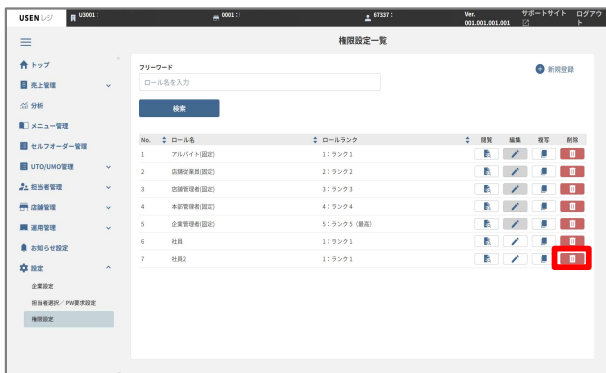 USEN レジ U3001 : 0001 : 67337 : Ver. 001.001.001.001 サポートサイト ログアウト
権限設定一覧
トップ
売上管理
分析
メニュー管理
セルフオーダー管理
UTO/UMO管理
担当者管理
店舗管理
運用管理
お知らせ設定
設定
企業設定
担当者選択/ PW要求設定
権限設定
フリーワード
ロール名を入力
検索
新規登録
No. ロール名 ロールランク 閲覧 編集 複写 削除
1 アルバイト(固定) 1:ランク1
2 店舗従業員(固定) 2:ランク2
3 店舗管理者(固定) 3:ランク3
4 本部管理者(固定) 4:ランク4
5 企業管理者(固定) 5:ランク5(最高)
6 社員 1:ランク1
7 社員2 1:ランク1